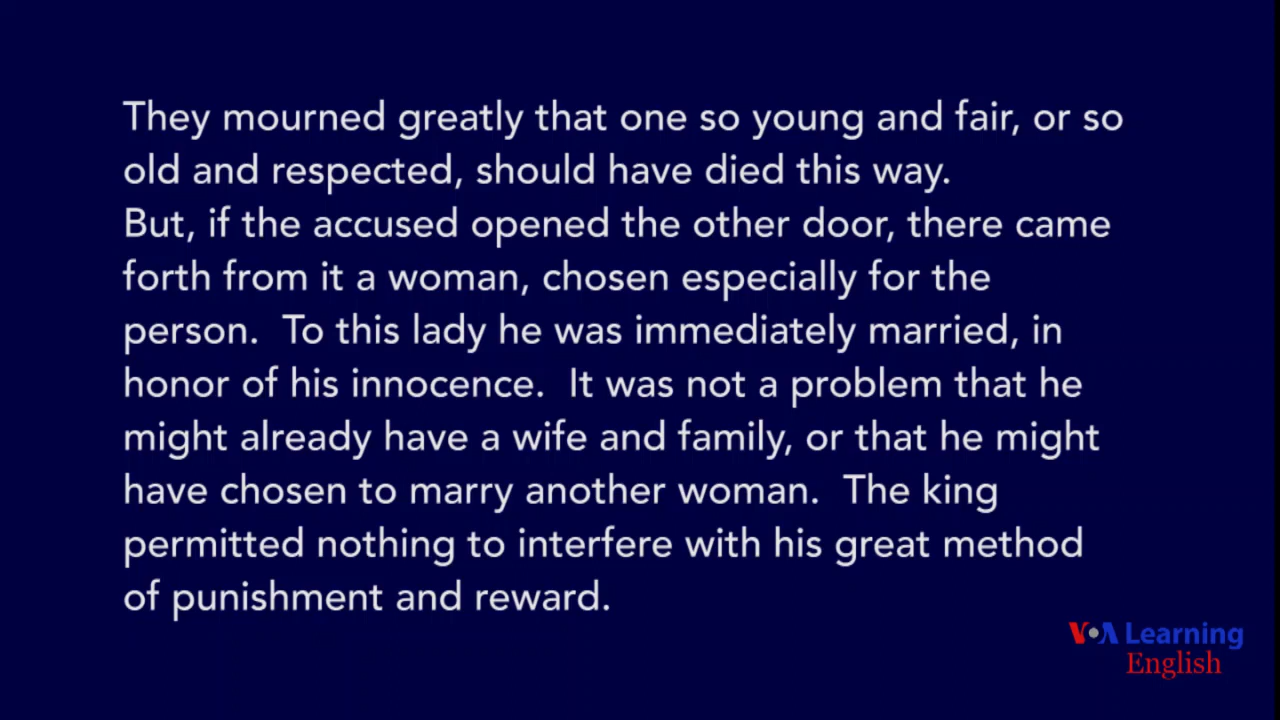 They mourned greatly that one so young and fair, or so
old and respected, should have died this way.
But, if the accused opened the other door, there came
forth from it a woman, chosen especially for the
person.  To this lady he was immediately married, in
honor of his innocence.  It was not a problem that he
might already have a wife and family, or that he might
have chosen to marry another woman.  The king
permitted nothing to interfere with his great method
of punishment and reward.
VOA Learning
English